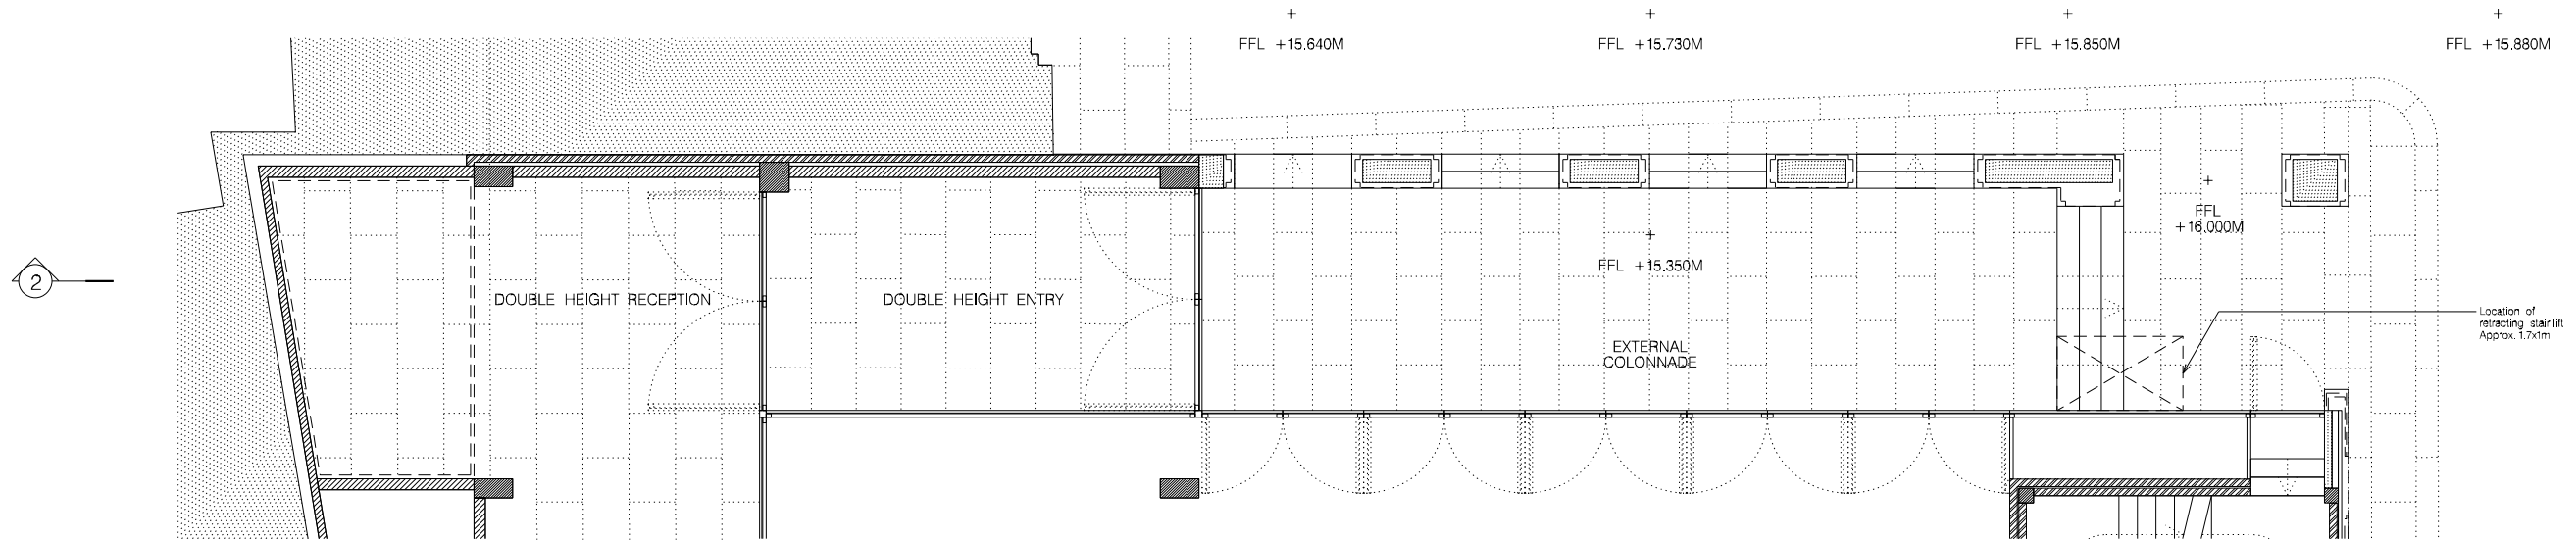 FFL +15.640M
FFL +15.730M
FFL +15.850M
FFL +15.880M
FFL
+16.000M
2
FFL +15.350M
DOUBLE HEIGHT RECEPTION
DOUBLE HEIGHT ENTRY
Location of
retracting stair lift
Approx. 1.7x1m
EXTERNAL
COLONNADE